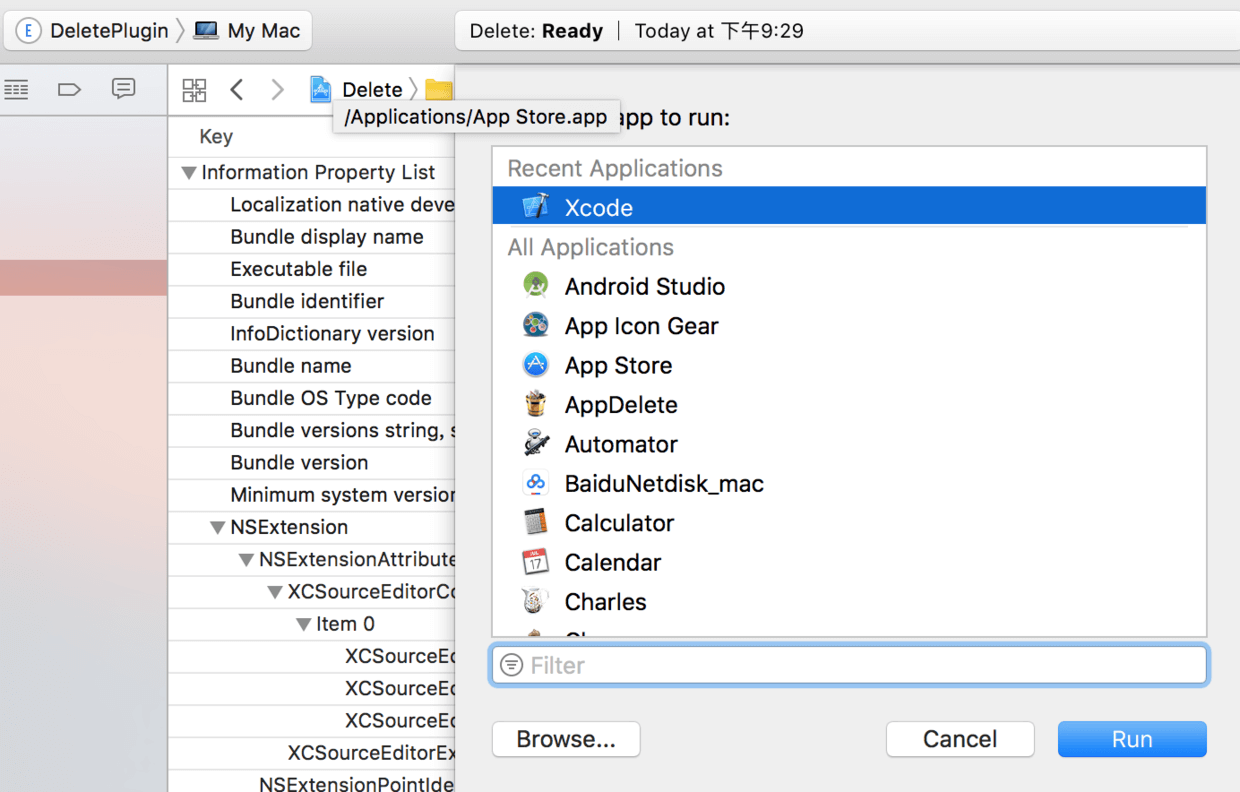 E DeletePlugin My Mac
Delete: Ready | Today at 下午9:29
Delete
/Applications/App Store.app
app to run:
Key
Information Property List
Localization native deve
Bundle display name
Executable file
Bundle identifier
InfoDictionary version
Bundle name
Bundle OS Type code
Bundle versions string, s
Bundle version
Minimum system version
NSExtension
NSExtensionAttribute
XCSourceEditorCo
Item 0
XCSourceEd
XCSourceEd
XCSourceEd
XCSourceEditorEx
NSExtensionPointIde
Recent Applications
Xcode
All Applications
Android Studio
App Icon Gear
App Store
AppDelete
Automator
BaiduNetdisk_mac
Calculator
Calendar
Charles
Filter
Browse...
Cancel
Run